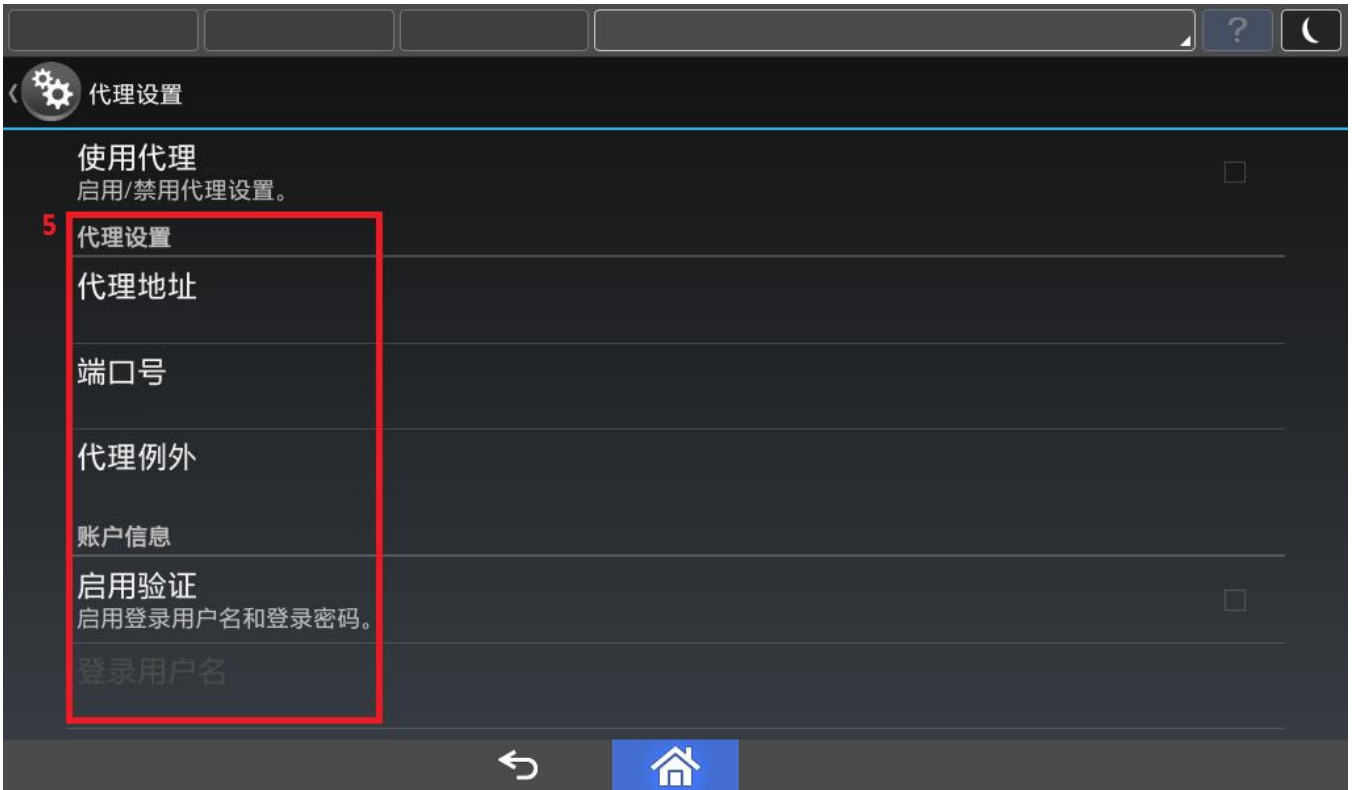 ?
代理设置
使用代理
启用/禁用代理设置。
5
代理设置
代理地址
端口号
代理例外
账户信息
启用验证
启用登录用户名和登录密码。
登录用户名